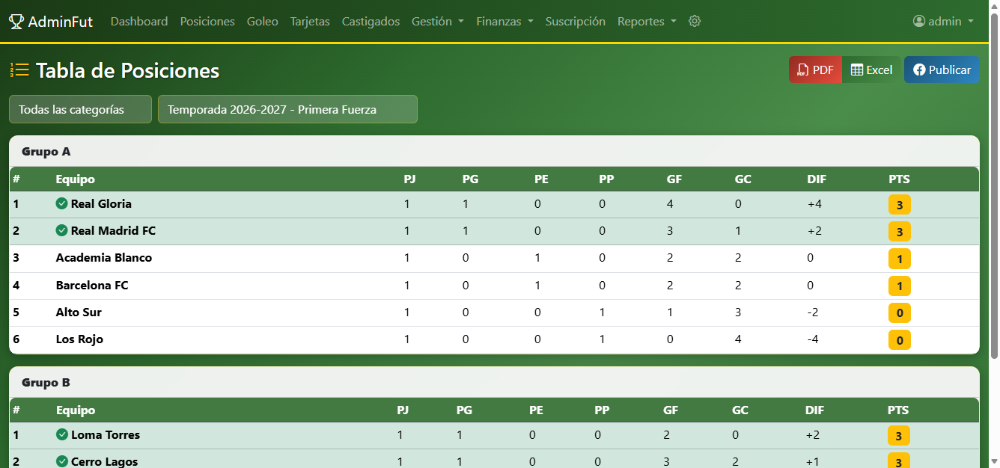 AdminFut Dashboard Posiciones Goleo Tarjetas Castigados Gestión Finanzas Suscripción Reportes admin
Tabla de Posiciones PDF Excel Publicar
Todas las categorías Temporada 2026-2027 - Primera Fuerza
Grupo A
# Equipo PJ PG PE PP GF GC DIF PTS
1 Real Gloria 1 1 0 0 4 0 +4 3
2 Real Madrid FC 1 1 0 0 3 1 +2 3
3 Academia Blanco 1 0 1 0 2 2 0 1
4 Barcelona FC 1 0 1 0 2 2 0 1
5 Alto Sur 1 0 0 1 1 3 -2 0
6 Los Rojo 1 0 0 1 0 4 -4 0
Grupo B
# Equipo PJ PG PE PP GF GC DIF PTS
1 Loma Torres 1 1 0 0 2 0 +2 3
2 Cerro Lagos 1 1 0 0 3 2 +1 3